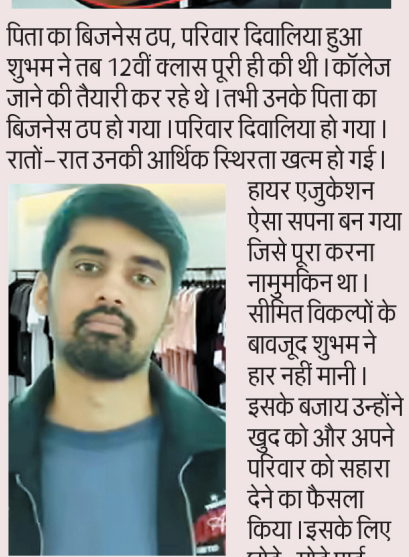 पिता का बिजनेस ठप, परिवार दिवालिया हुआ
शुभम ने तब 12वीं क्लास पूरी ही की थी । कॉलेज
जाने की तैयारी कर रहे थे । तभी उनके पिता का
बिजनेस ठप हो गया । परिवार दिवालिया हो गया ।
रातों-रात उनकी आर्थिक स्थिरता खत्म हो गई ।
हायर एजुकेशन
ऐसा सपना बन गया
जिसे पूरा करना
नामुमकिन था ।
सीमित विकल्पों के
बावजूद शुभम ने
हार नहीं मानी ।
इसके बजाय उन्होंने
खुद को और अपने
परिवार को सहारा
देने का फैसला
किया । इसके लिए